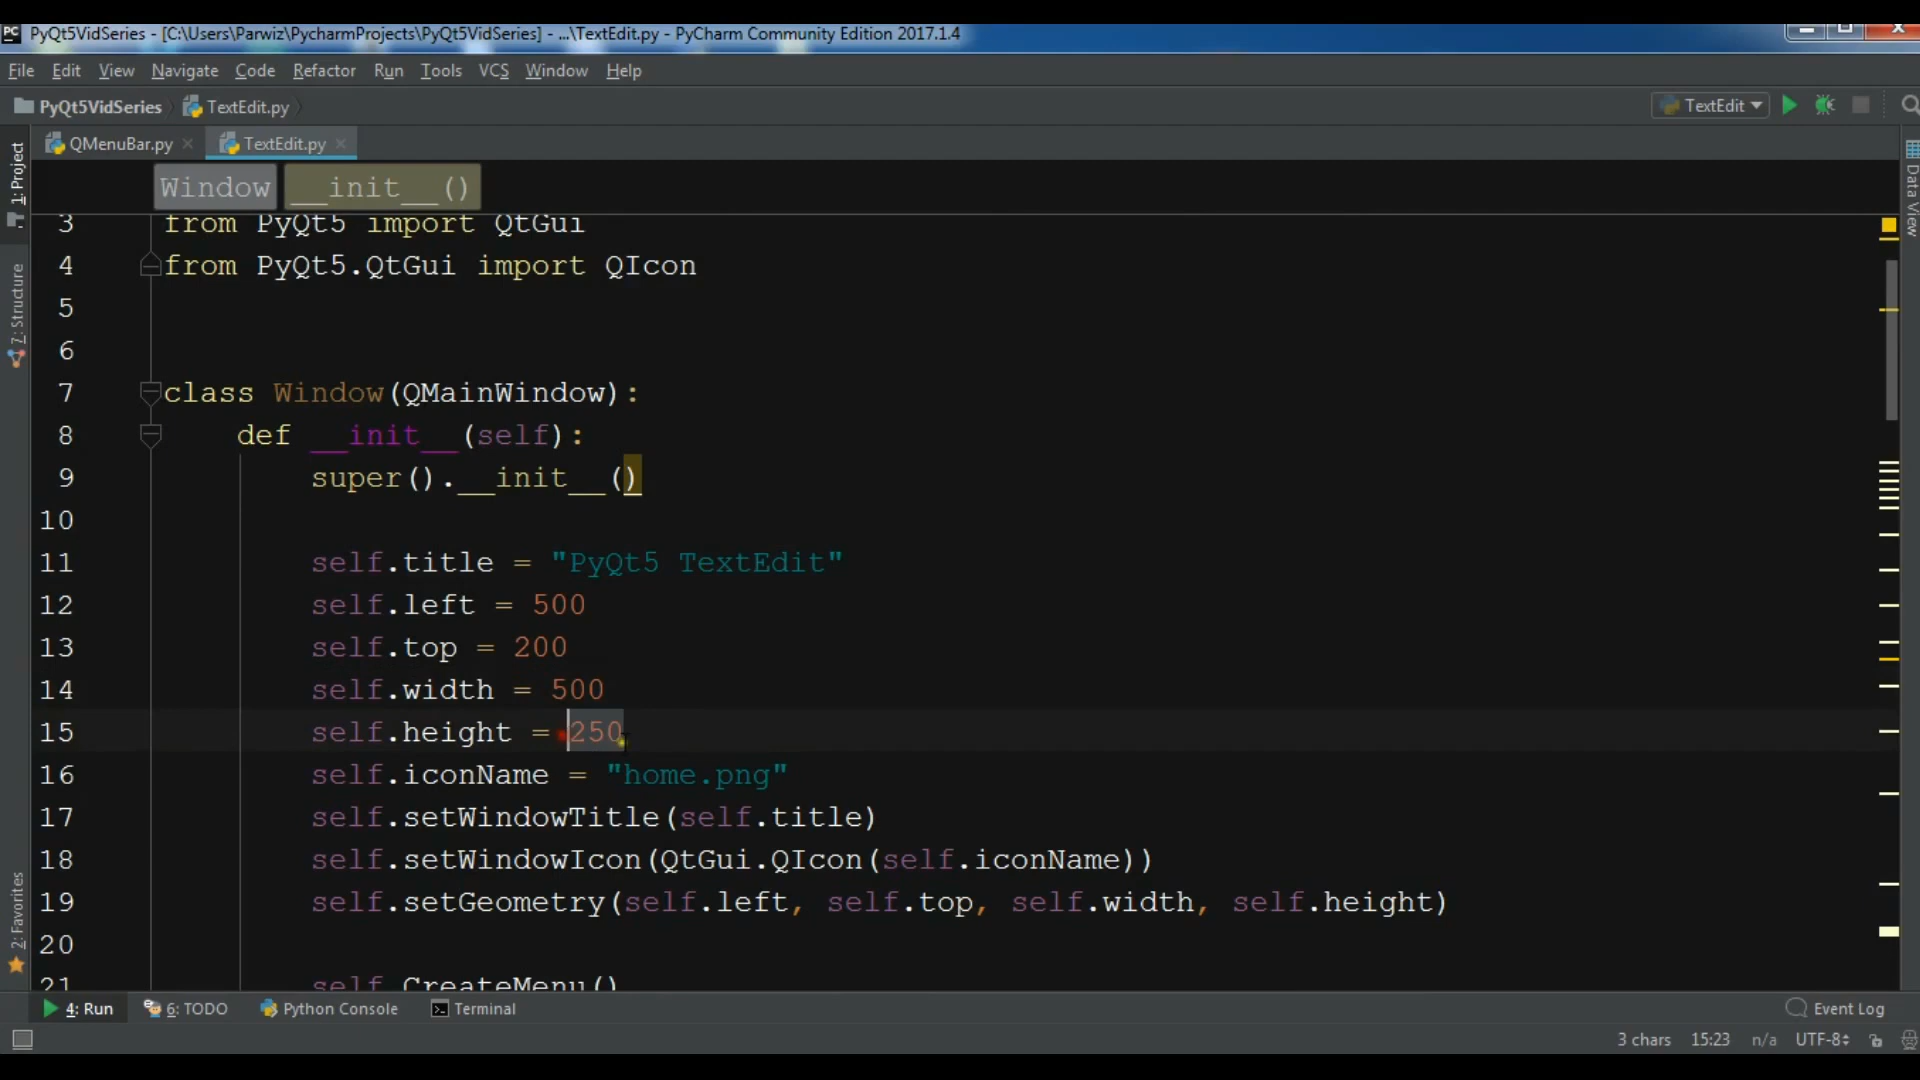 PC PyQt5VidSeries - [C:\Users\Parwiz\PycharmProjects\PyQt5VidSeries] - ...\TextEdit.py - PyCharm Community Edition 2017.1.4
File Edit View Navigate Code Refactor Run Tools VCS Window Help
PyQt5VidSeries TextEdit.py TextEdit
QMenuBar.py TextEdit.py
1: Project
7: Structure
2: Favorites
Data View
Window __init__()
3 from PyQt5 import QtGui
4 from PyQt5.QtGui import QIcon
5
6
7 class Window(QMainWindow):
8 def __init__(self):
9 super().__init__()
10
11 self.title = "PyQt5 TextEdit"
12 self.left = 500
13 self.top = 200
14 self.width = 500
15 self.height = 250
16 self.iconName = "home.png"
17 self.setWindowTitle(self.title)
18 self.setWindowIcon(QtGui.QIcon(self.iconName))
19 self.setGeometry(self.left, self.top, self.width, self.height)
20
21 self.CreateMenu()
4: Run 6: TODO Python Console Terminal Event Log
3 chars 15:23 n/a UTF-8